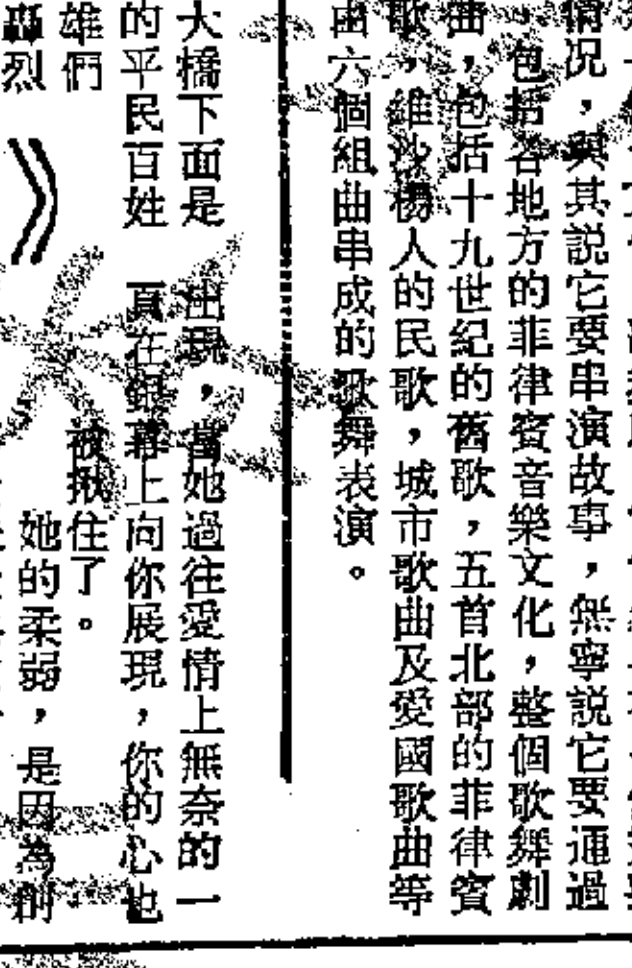 情況，與其說它要串演故事，無寧說它要通過
包括各地方的菲律賓音樂文化，整個歌舞劇
曲，包括十九世紀的舊歌，五首北部的菲律賓
歌，維沙楊人的民歌，城市歌曲及愛國歌曲等
由六個組曲串成的歌舞表演。
大橋下面是
的平民百姓
雄們
轟烈
》
出現，當她過往愛情上無奈的一
頁在銀幕上向你展現，你的心也
被揪住了。
她的柔弱，是因為創